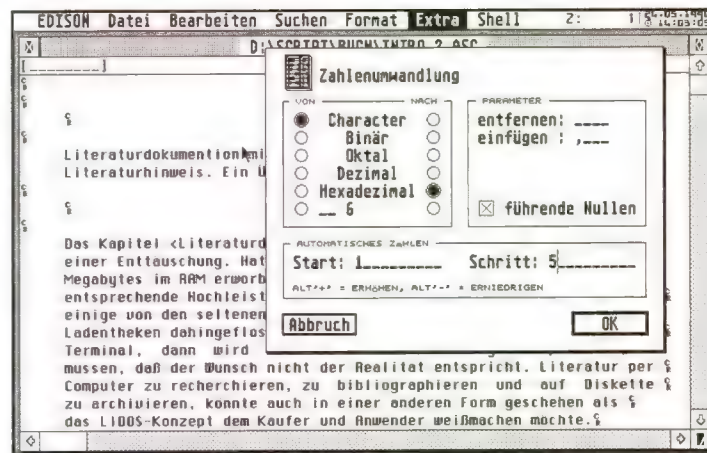 EDISON Datei Bearbeiten Suchen Format Extra Shell 2: 1
D:\SCRIPT\BUCH\INTRO_2.ASC
Zahlenumwandlung
VON NACH
Character
Binär
Oktal
Dezimal
Hexadezimal
__ 6
PARAMETER
entfernen: ____
einfügen : ,___
führende Nullen
AUTOMATISCHES ZÄHLEN
Start: 1_________ Schritt: 5_________
ALT'+' = ERHÖHEN, ALT'-' = ERNIEDRIGEN
Abbruch OK
Literaturdokumention mi
Literaturhinweis. Ein Ü
Das Kapitel <Literaturd
einer Enttauschung. Hat
Megabytes im RAM erworb
entsprechende Hochleist
einige von den seltenen
Ladentheken dahingeflos
Terminal, dann wird
mussen, daß der Wunsch nicht der Realitat entspricht. Literatur per
Computer zu recherchieren, zu bibliographieren und auf Diskette
zu archivieren, konnte auch in einer anderen Form geschehen als
das LIDOS-Konzept dem Kaufer und Anwender weißmachen mochte.